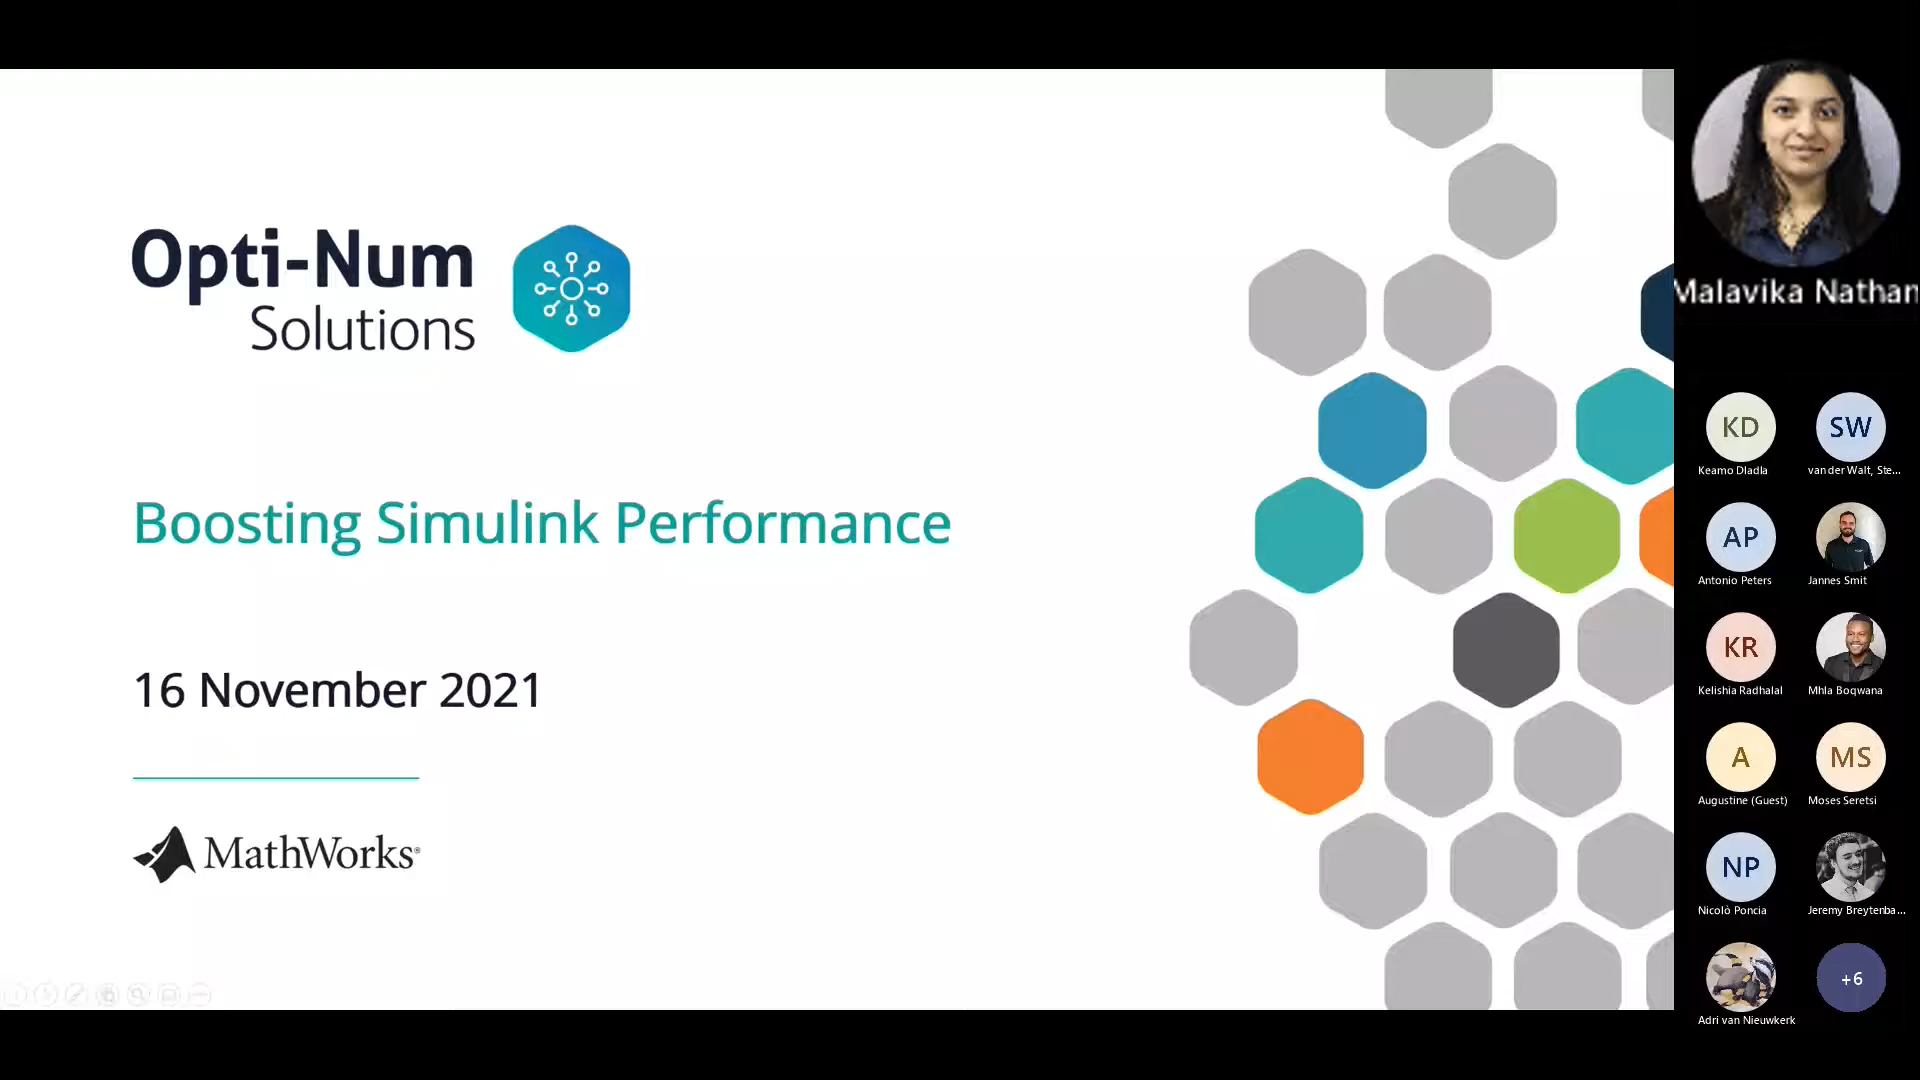 Opti-Num
Solutions
Boosting Simulink Performance
16 November 2021
MathWorks®
Malavika Nathan
KD
SW
Keamo Dladla
van der Walt, Ste...
AP
Antonio Peters
Jannes Smit
KR
Kelishia Radhalal
Mhla Boqwana
A
MS
Augustine (Guest)
Moses Seretsi
NP
Nicolò Poncia
Jeremy Breytenba...
+6
Adri van Nieuwkerk